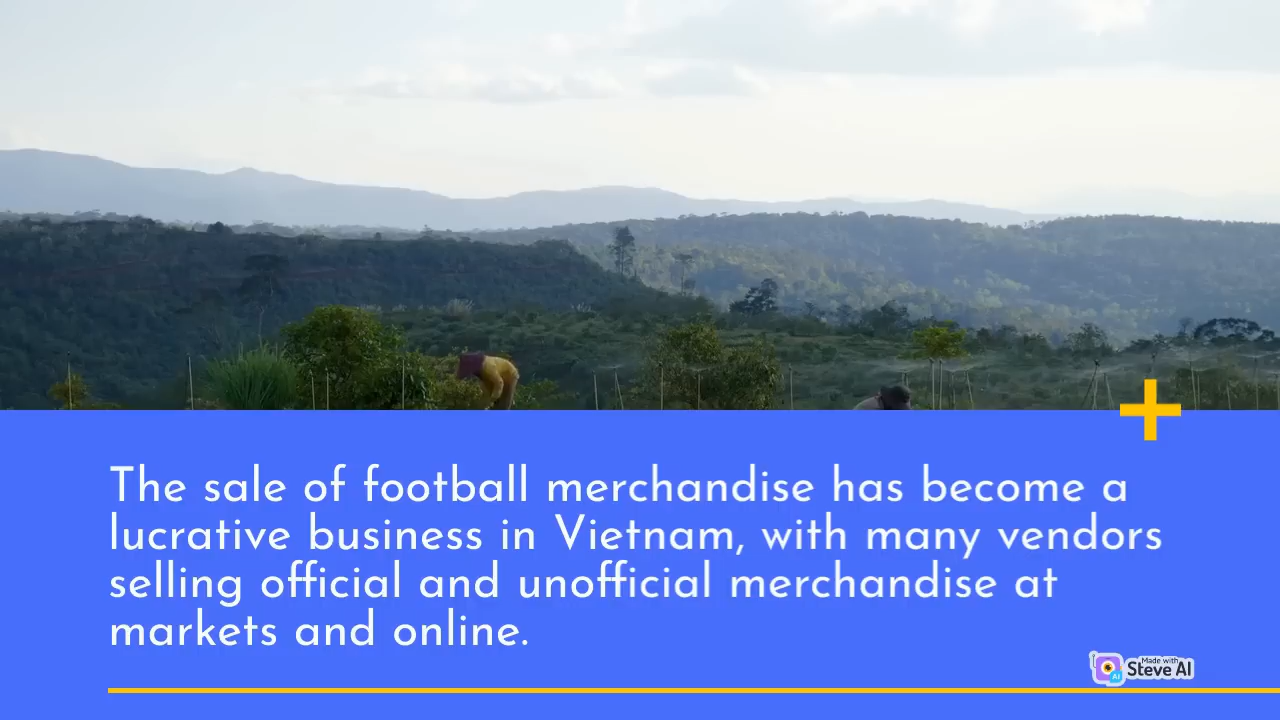 The sale of football merchandise has become a
lucrative business in Vietnam, with many vendors
selling official and unofficial merchandise at
markets and online.
Made with
Steve AI
AI